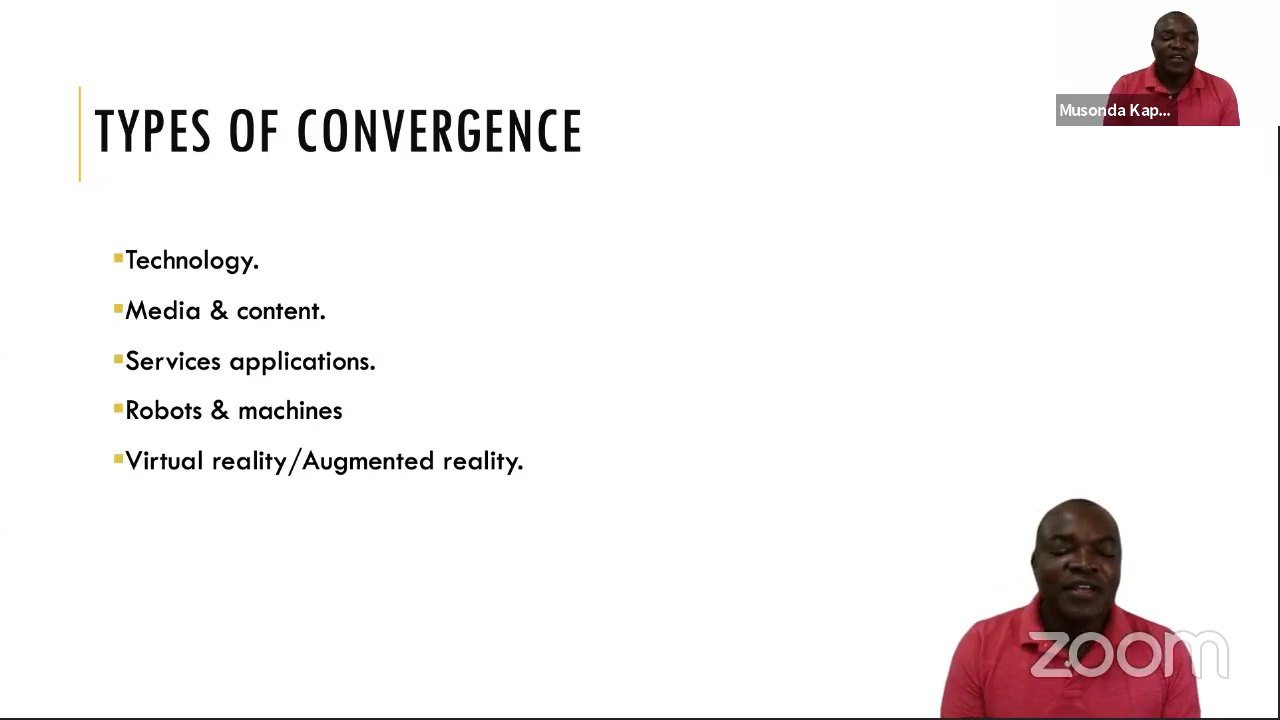 TYPES OF CONVERGENCE
Technology.
Media & content.
Services applications.
Robots & machines
Virtual reality/Augmented reality.
Musonda Kap...
zoom